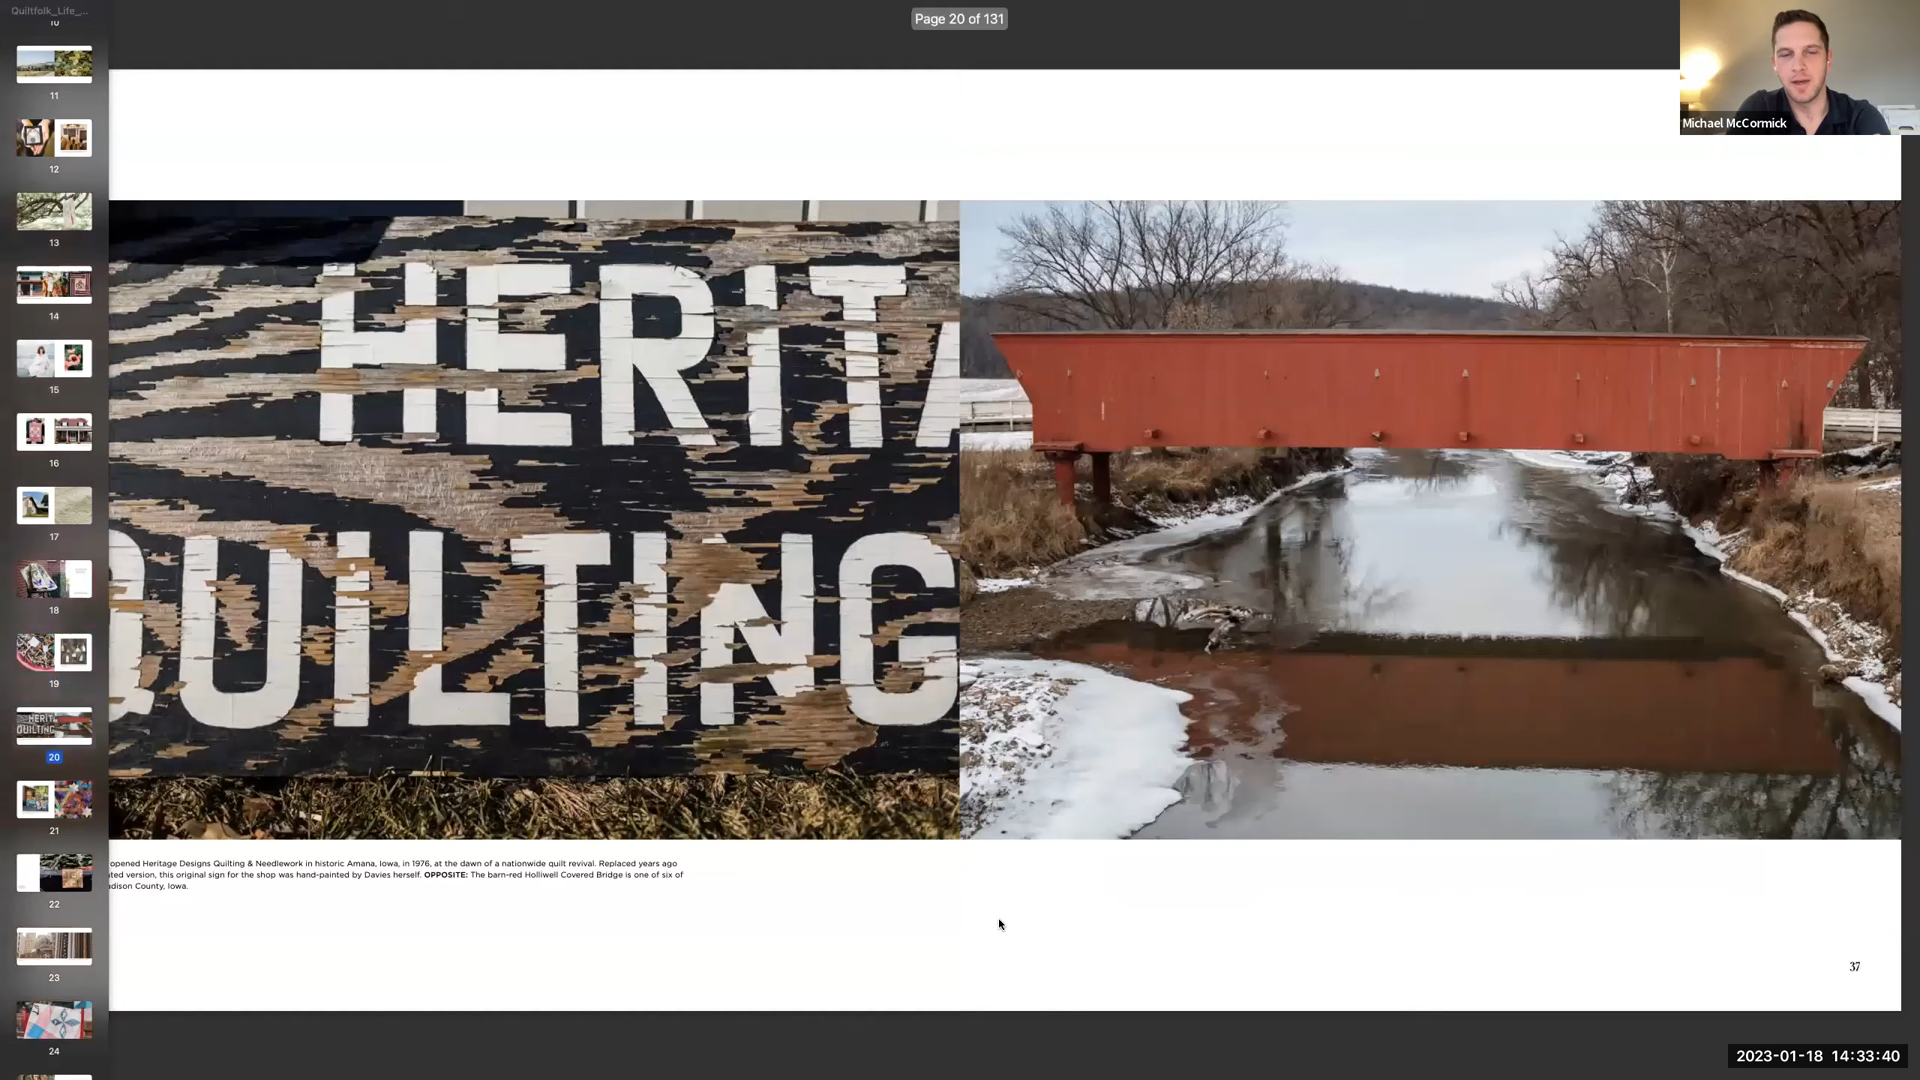 Quiltfolk_Life_...
Page 20 of 131
10
11
12
13
14
15
16
17
18
19
20
21
22
23
24
Michael McCormick
HERITA
QUILTING
opened Heritage Designs Quilting & Needlework in historic Amana, Iowa, in 1976, at the dawn of a nationwide quilt revival. Replaced years ago
ted version, this original sign for the shop was hand-painted by Davies herself. OPPOSITE: The barn-red Holliwell Covered Bridge is one of six of
dison County, Iowa.
37
2023-01-18 14:33:40